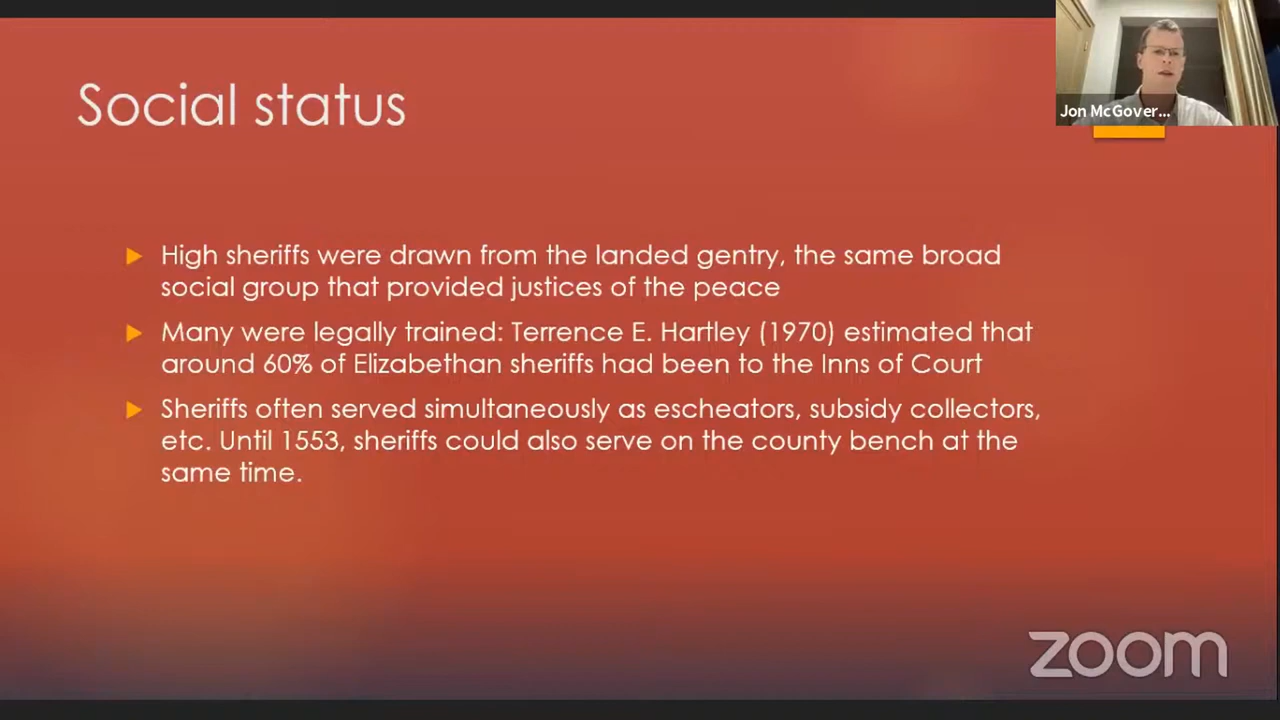 Social status
Jon McGover...
High sheriffs were drawn from the landed gentry, the same broad
social group that provided justices of the peace
Many were legally trained: Terrence E. Hartley (1970) estimated that
around 60% of Elizabethan sheriffs had been to the Inns of Court
Sheriffs often served simultaneously as escheators, subsidy collectors,
etc. Until 1553, sheriffs could also serve on the county bench at the
same time.
zoom